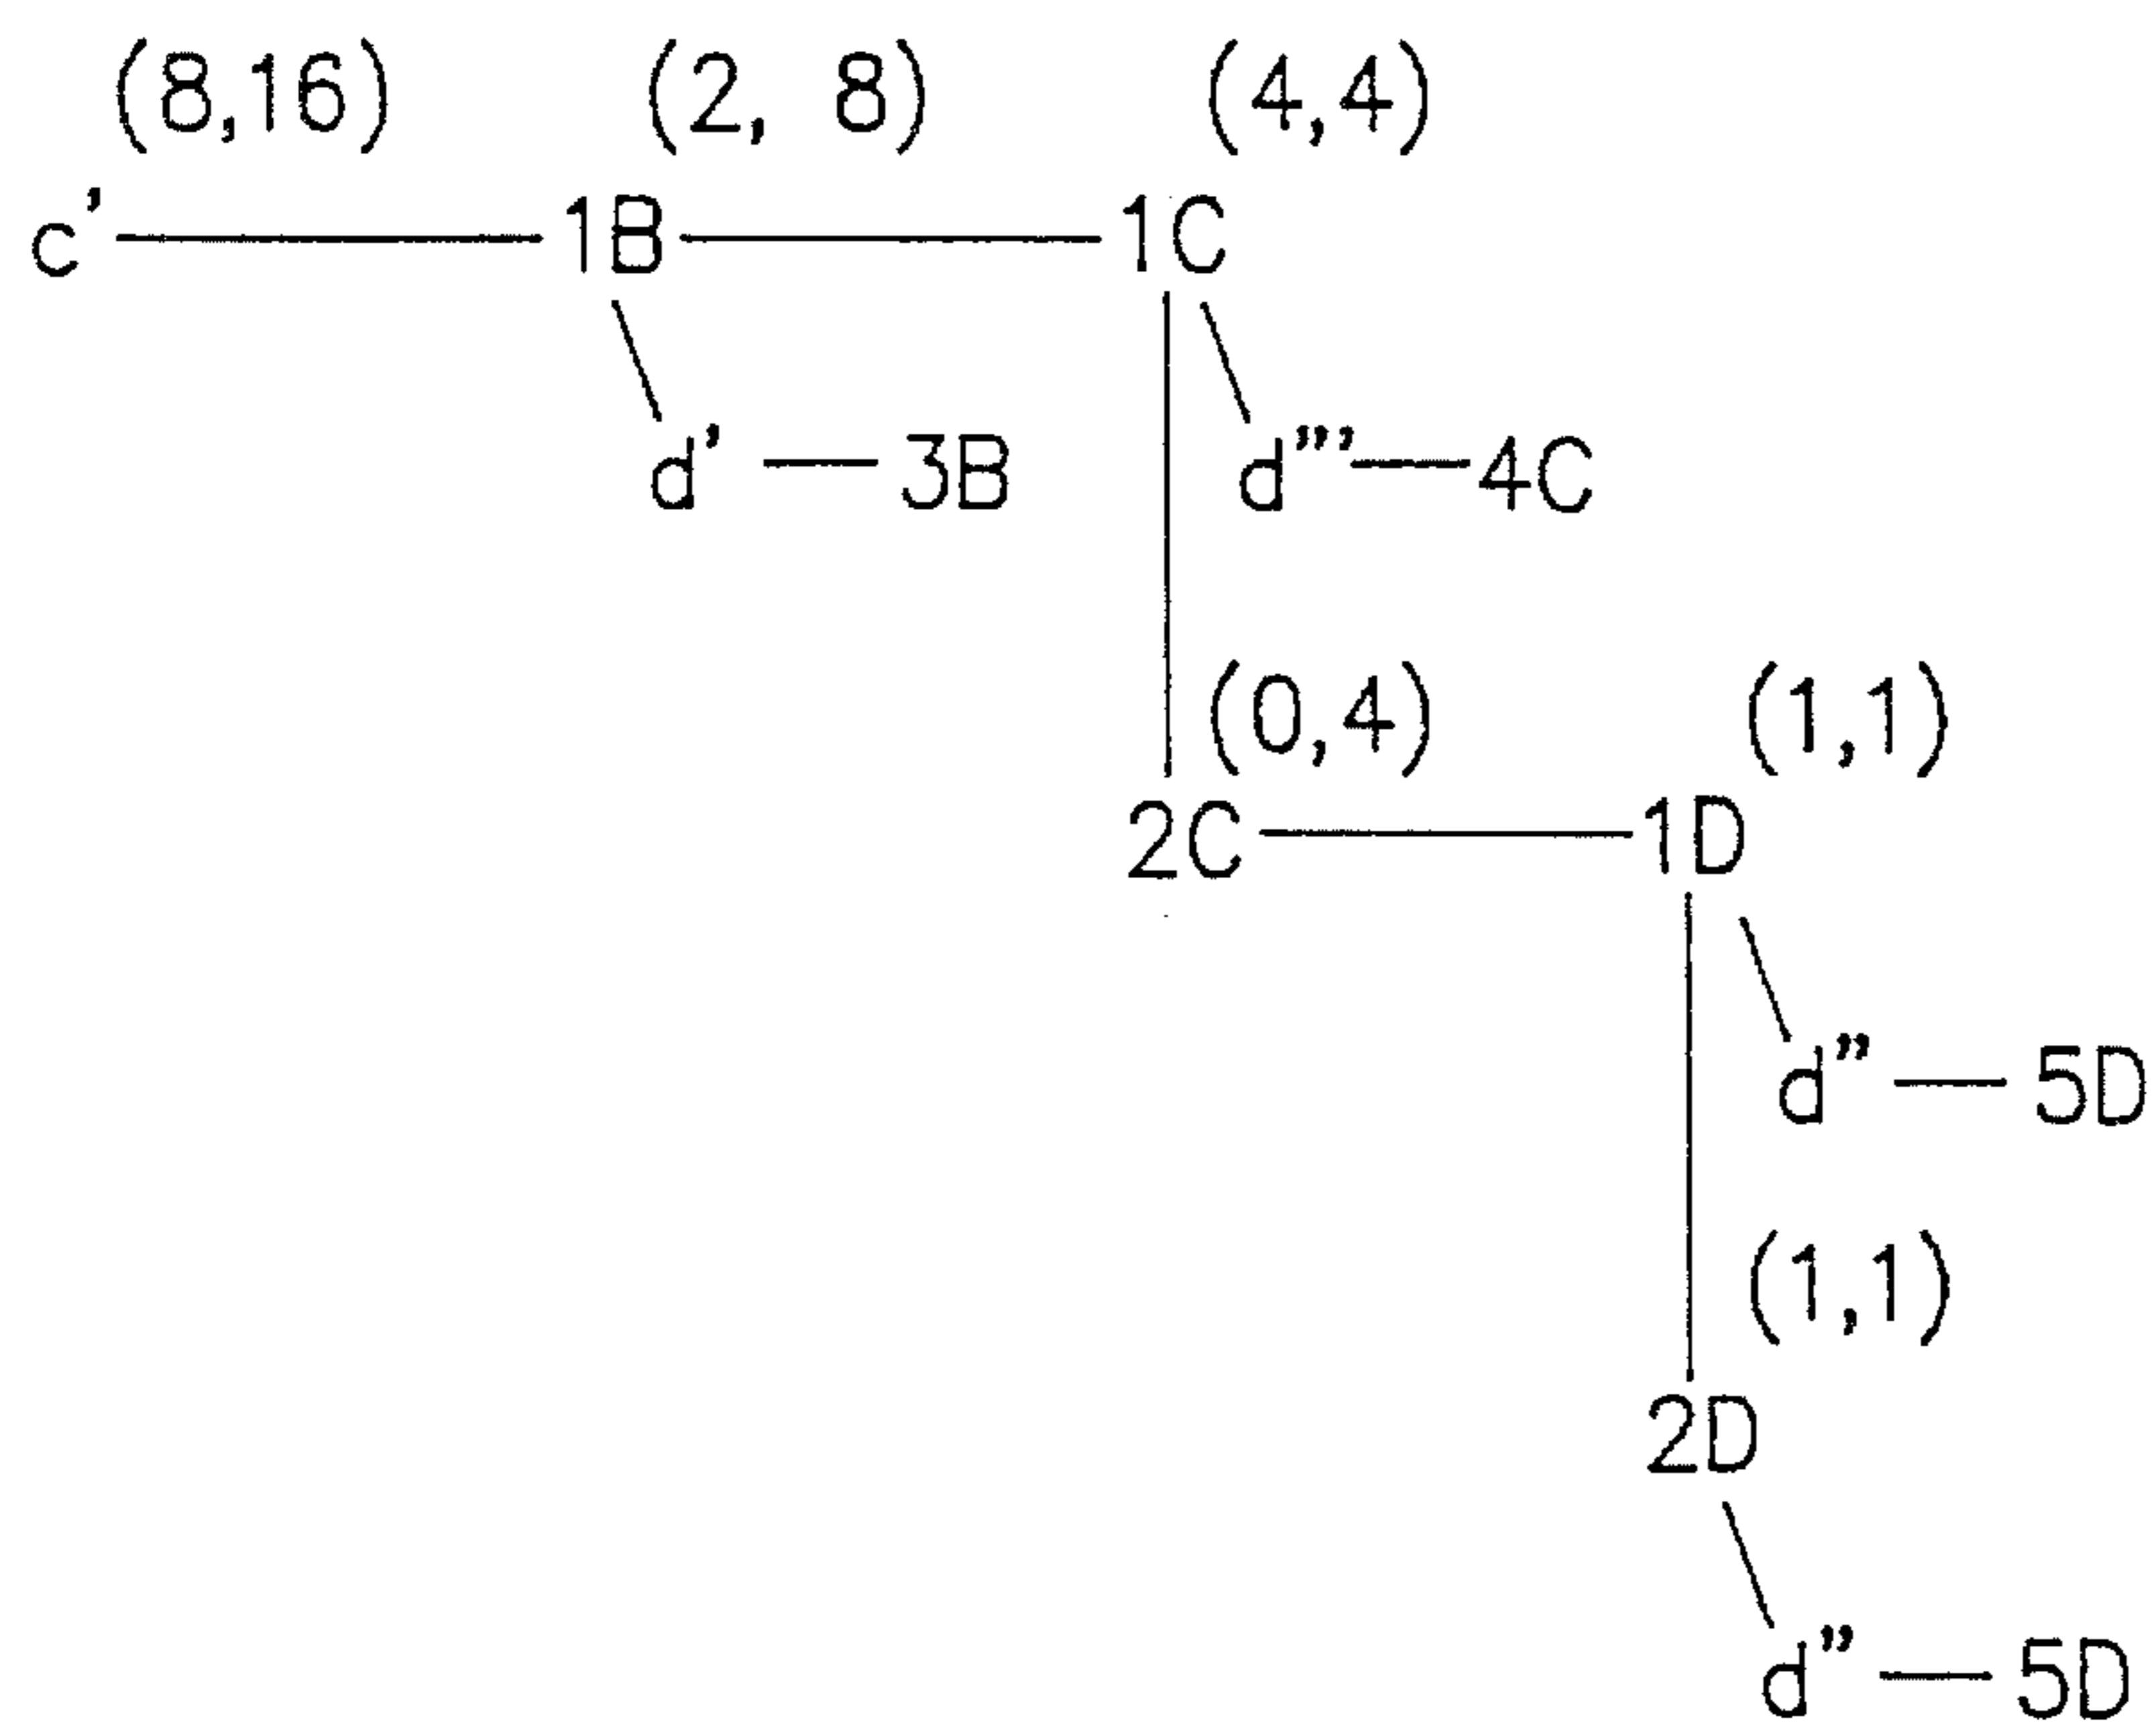 (8,16) (2, 8) (4,4)
c' 1B 1C
d' 3B d''' 4C
(0,4) (1,1)
2C 1D
d'' 5D
(1,1)
2D
d'' 5D